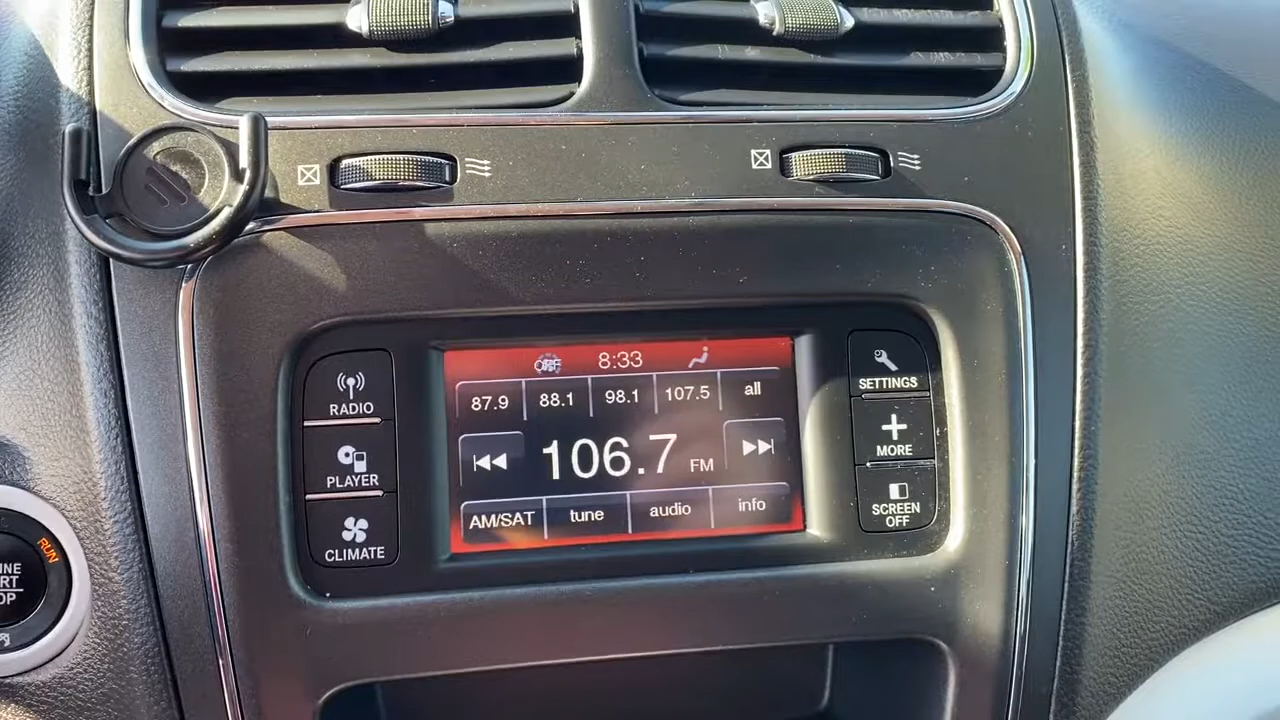 OFF 8:33
87.9 88.1 98.1 107.5 all
106.7 FM
AM/SAT tune audio info
RADIO
PLAYER
CLIMATE
SETTINGS
MORE
SCREEN
OFF
RUN